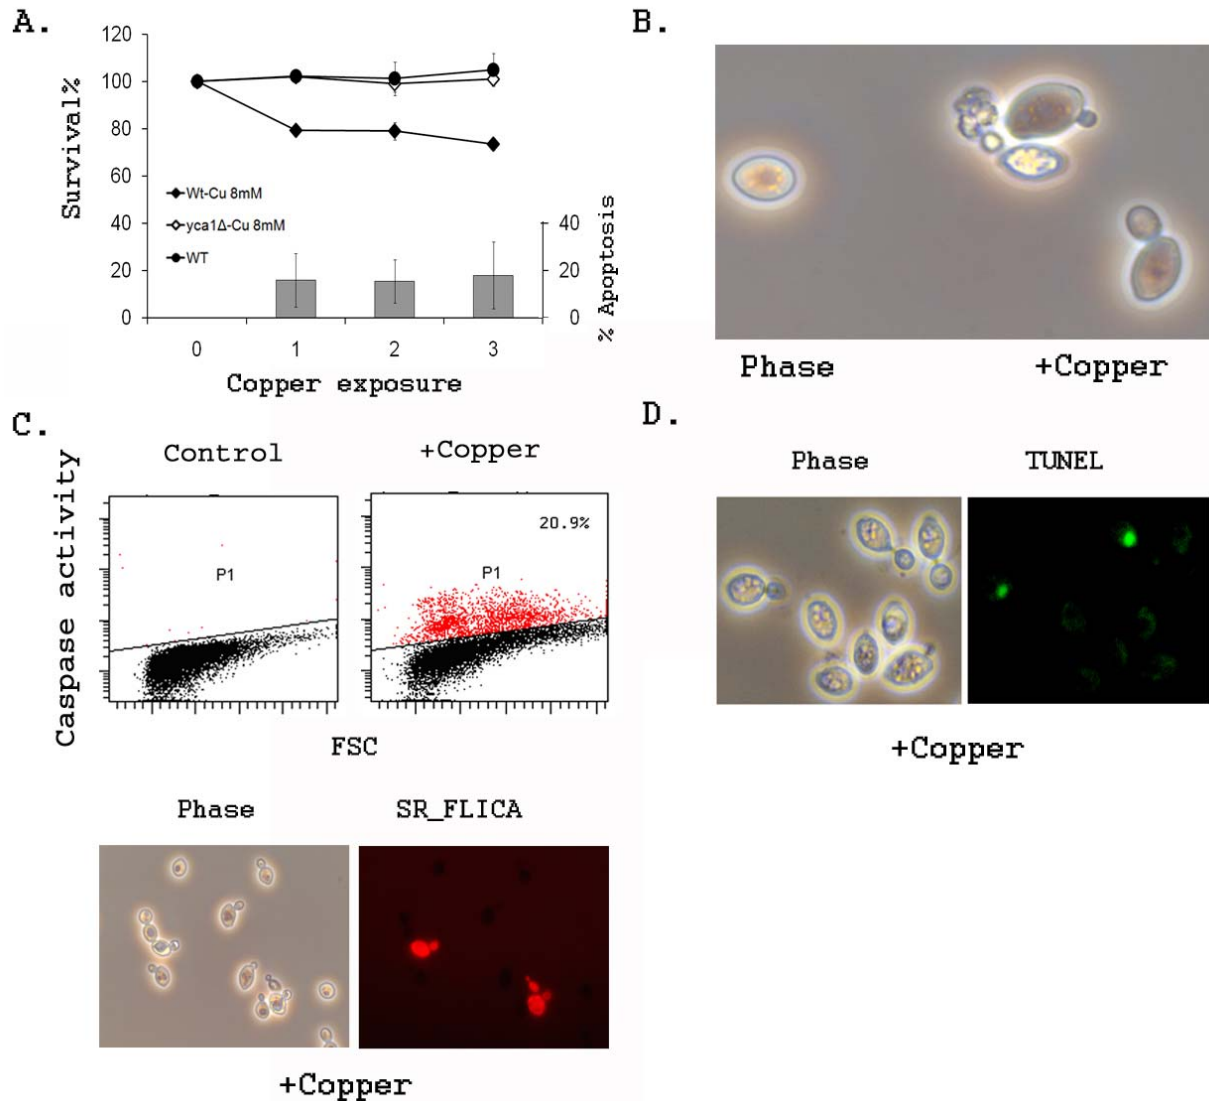 A.
120
100
80
60
40
20
0
Survival%
Wt-Cu 8mM
yca1Δ-Cu 8mM
WT
40
20
0
% Apoptosis
0 1 2 3
Copper exposure
B.
Phase +Copper
C.
Control +Copper
Caspase activity
P1
20.9%
P1
FSC
Phase SR_FLICA
+Copper
D.
Phase TUNEL
+Copper